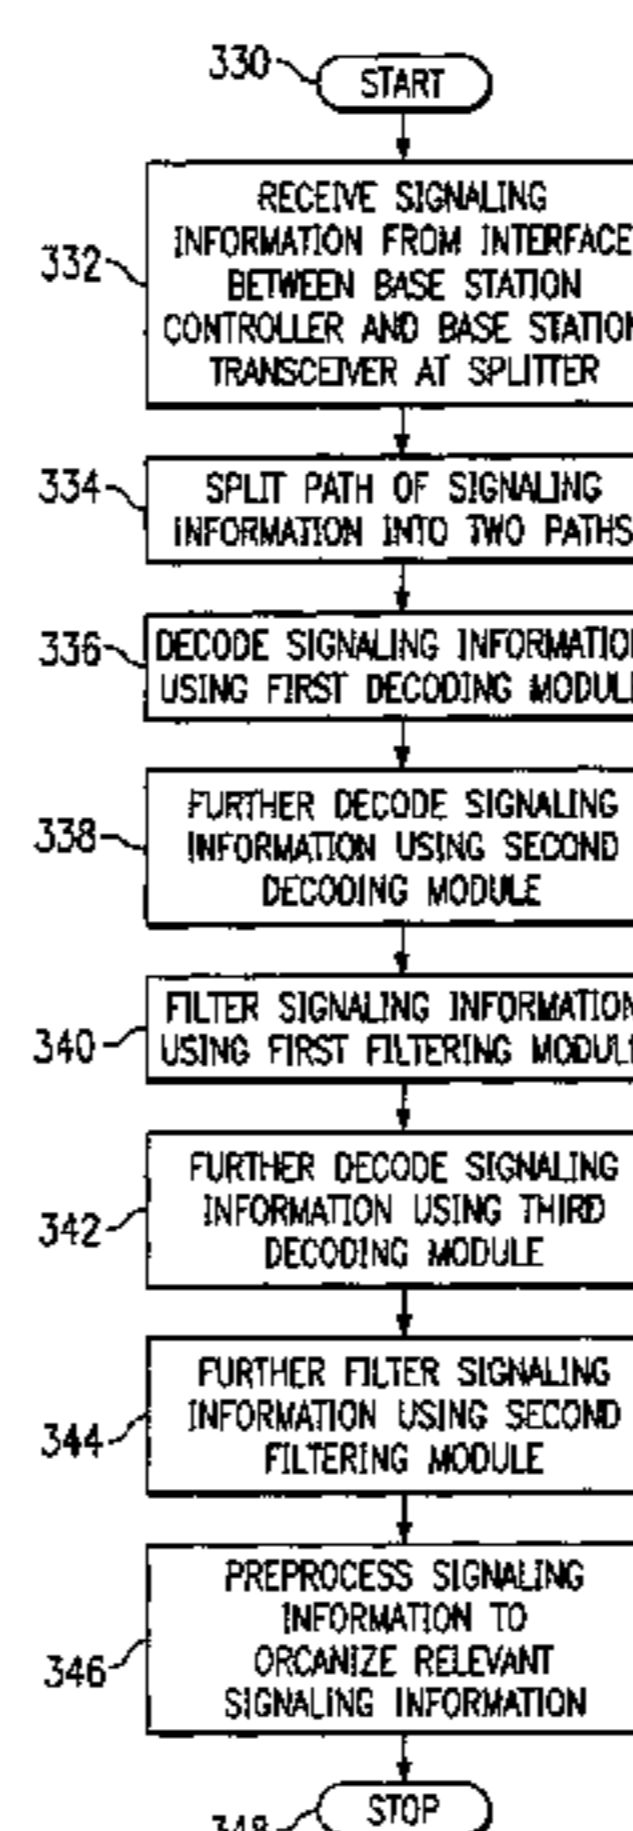 330
START
332
RECEIVE SIGNALING
INFORMATION FROM INTERFACE
BETWEEN BASE STATION
CONTROLLER AND BASE STATION
TRANSCEIVER AT SPLITTER
334
SPLIT PATH OF SIGNALING
INFORMATION INTO TWO PATHS
336
DECODE SIGNALING INFORMATION
USING FIRST DECODING MODULE
338
FURTHER DECODE SIGNALING
INFORMATION USING SECOND
DECODING MODULE
340
FILTER SIGNALING INFORMATION
USING FIRST FILTERING MODULE
342
FURTHER DECODE SIGNALING
INFORMATION USING THIRD
DECODING MODULE
344
FURTHER FILTER SIGNALING
INFORMATION USING SECOND
FILTERING MODULE
346
PREPROCESS SIGNALING
INFORMATION TO
ORGANIZE RELEVANT
SIGNALING INFORMATION
348
STOP